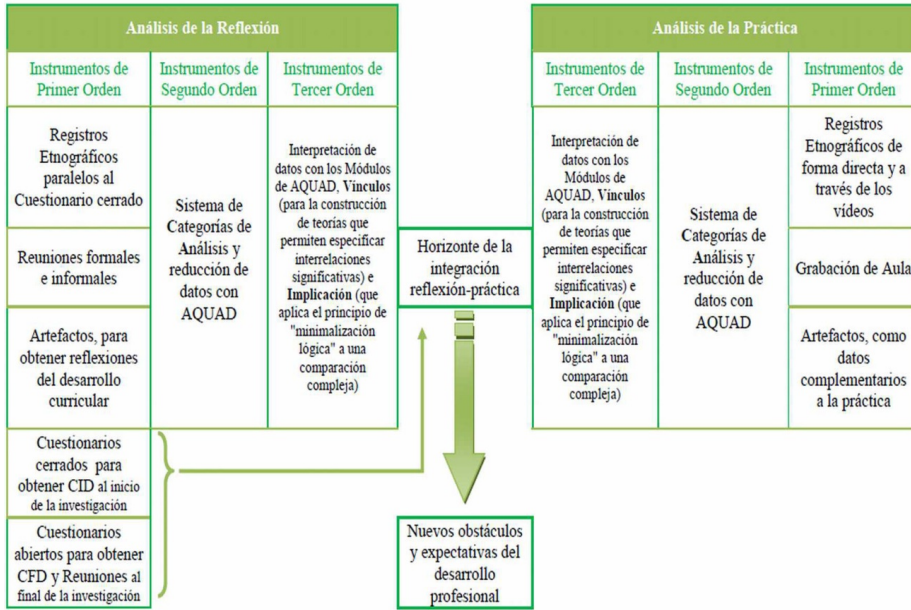 Análisis de la Reflexión
Instrumentos de
Primer Orden
Instrumentos de
Segundo Orden
Instrumentos de
Tercer Orden
Registros
Etnográficos
paralelos al
Cuestionario cerrado
Reuniones formales
e informales
Artefactos, para
obtener reflexiones
del desarrollo
curricular
Cuestionarios
cerrados para
obtener CID al inicio
de la investigación
Cuestionarios
abiertos para obtener
CFD y Reuniones al
final de la investigación
Sistema de
Categorías de
Análisis y
reducción de
datos con
AQUAD
Interpretación de
datos con los Módulos
de AQUAD, Vínculos
(para la construcción
de teorías que
permiten especificar
interrelaciones
significativas) e
Implicación (que
aplica el principio de
"minimalización
lógica" a una
comparación
compleja)
Horizonte de la
integración
reflexión-práctica
Nuevos obstáculos
y expectativas del
desarrollo
profesional
Análisis de la Práctica
Instrumentos de
Tercer Orden
Instrumentos de
Segundo Orden
Instrumentos de
Primer Orden
Interpretación de
datos con los
Módulos de
AQUAD, Vínculos
(para la construcción
de teorías que
permiten especificar
interrelaciones
significativas) e
Implicación (que
aplica el principio de
"minimalización
lógica" a una
comparación
compleja)
Sistema de
Categorías de
Análisis y
reducción de
datos con
AQUAD
Registros
Etnográficos de
forma directa y a
través de los
vídeos
Grabación de Aula
Artefactos, como
datos
complementarios
a la práctica